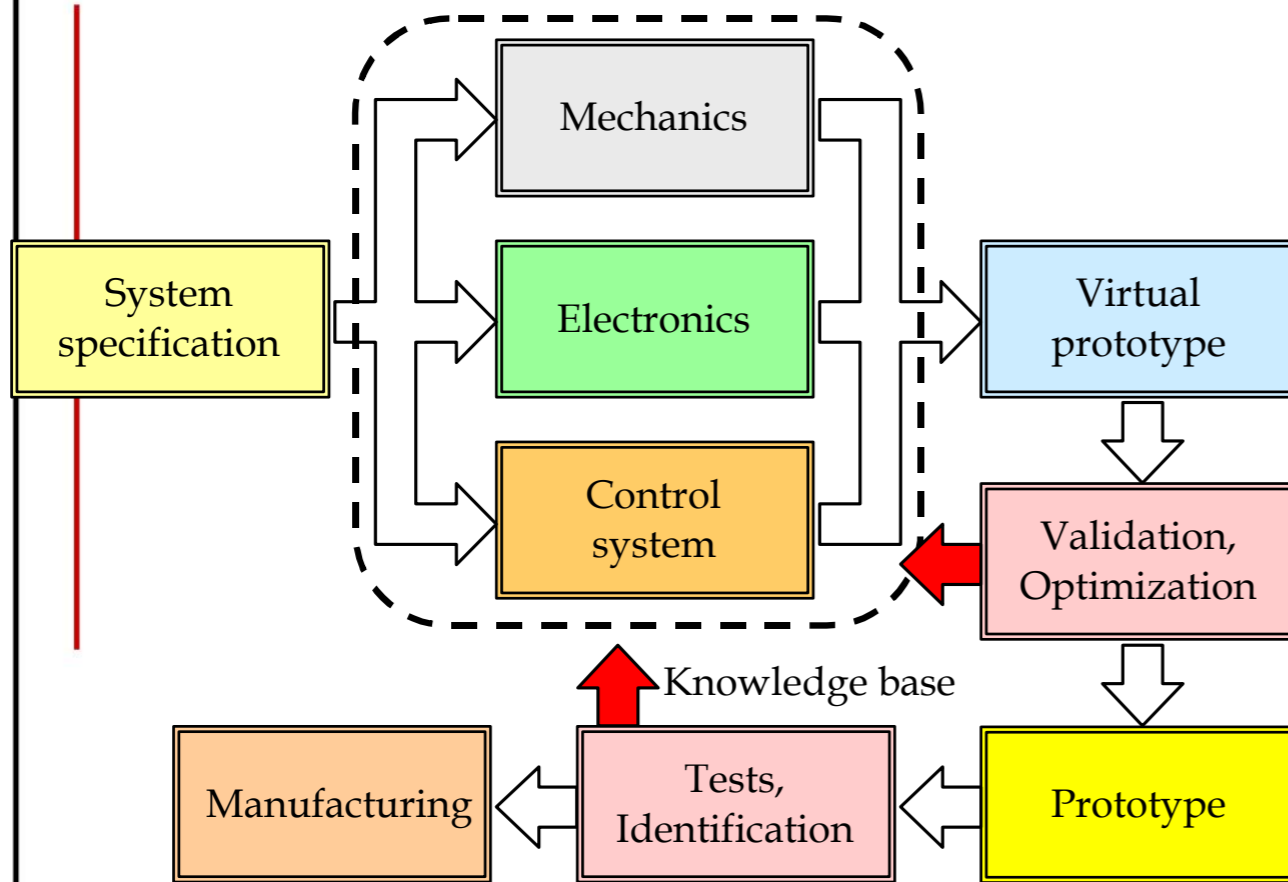 Mechanics
System
specification
Electronics
Virtual
prototype
Control
system
Validation,
Optimization
Knowledge base
Manufacturing
Tests,
Identification
Prototype